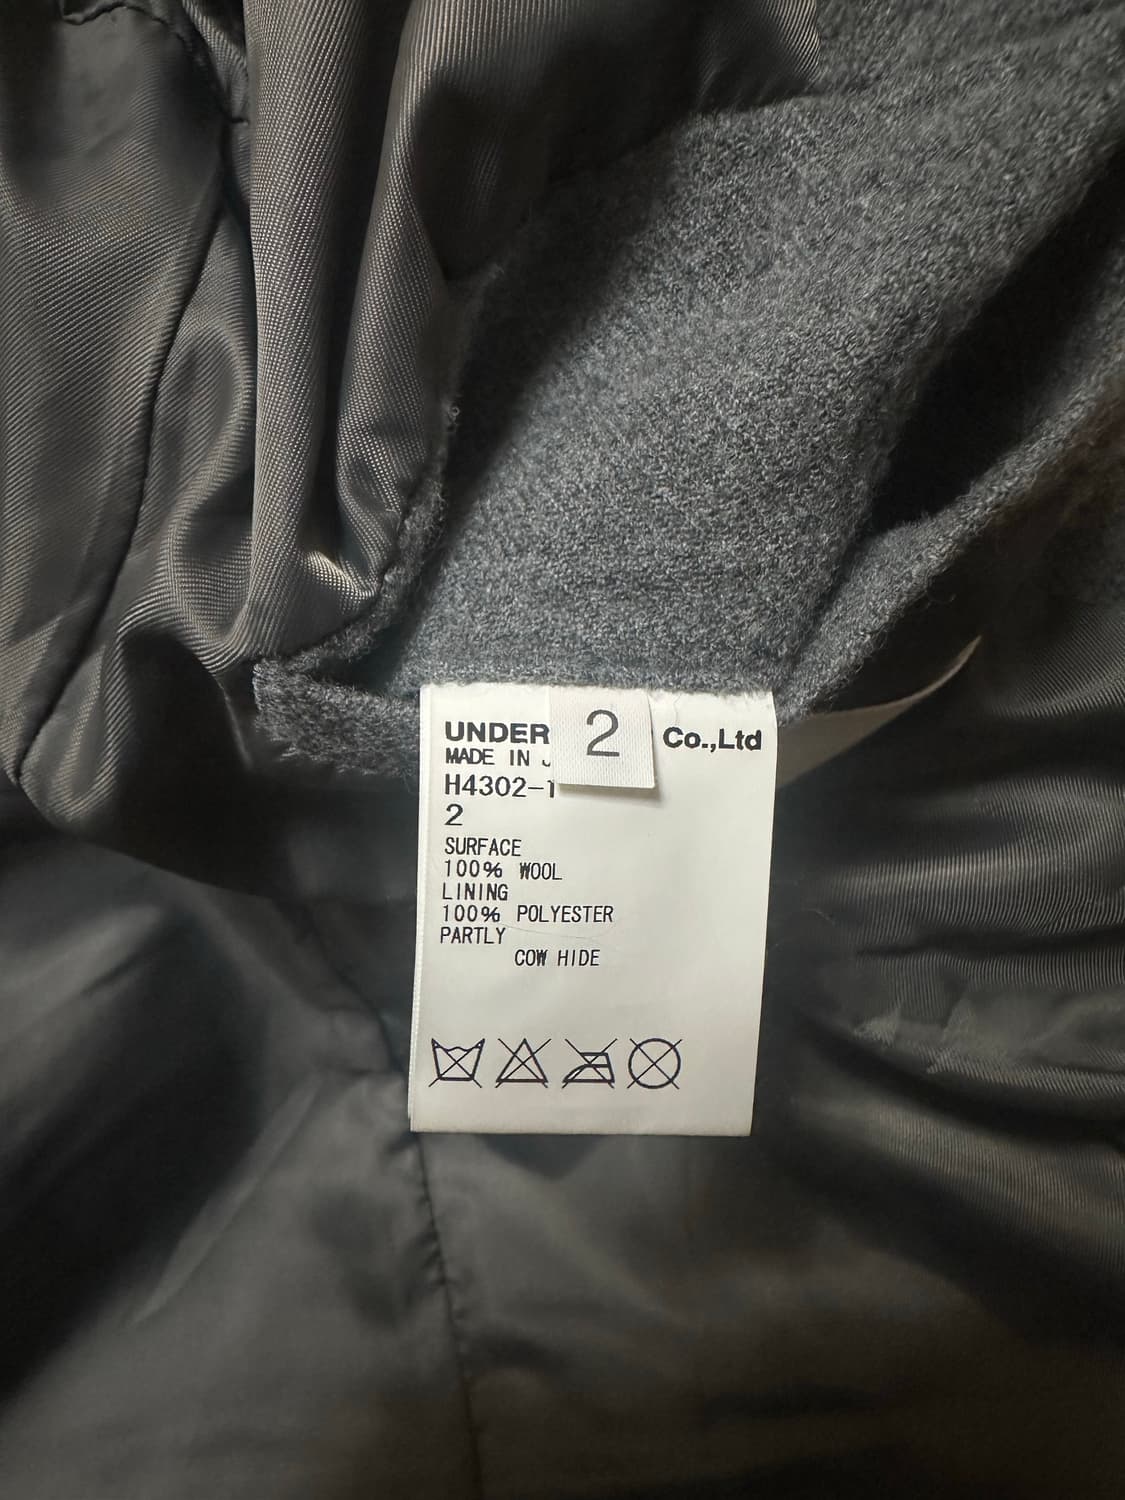 UNDER 2 Co.,Ltd
MADE IN
H4302-1
2
SURFACE
100% WOOL
LINING
100% POLYESTER
PARTLY
COW HIDE